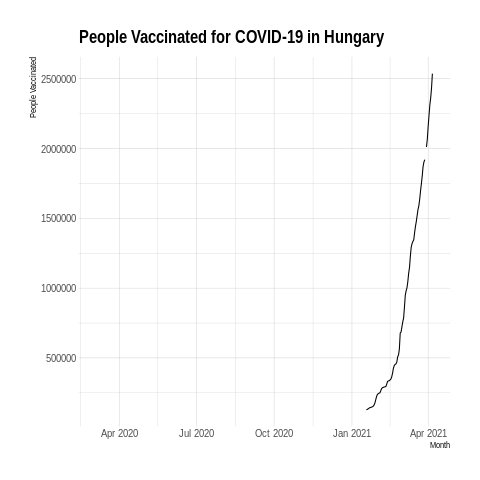 People Vaccinated for COVID-19 in Hungary
People Vaccinated
2500000
2000000
1500000
1000000
500000
Apr 2020 Jul 2020 Oct 2020 Jan 2021 Apr 2021
Month